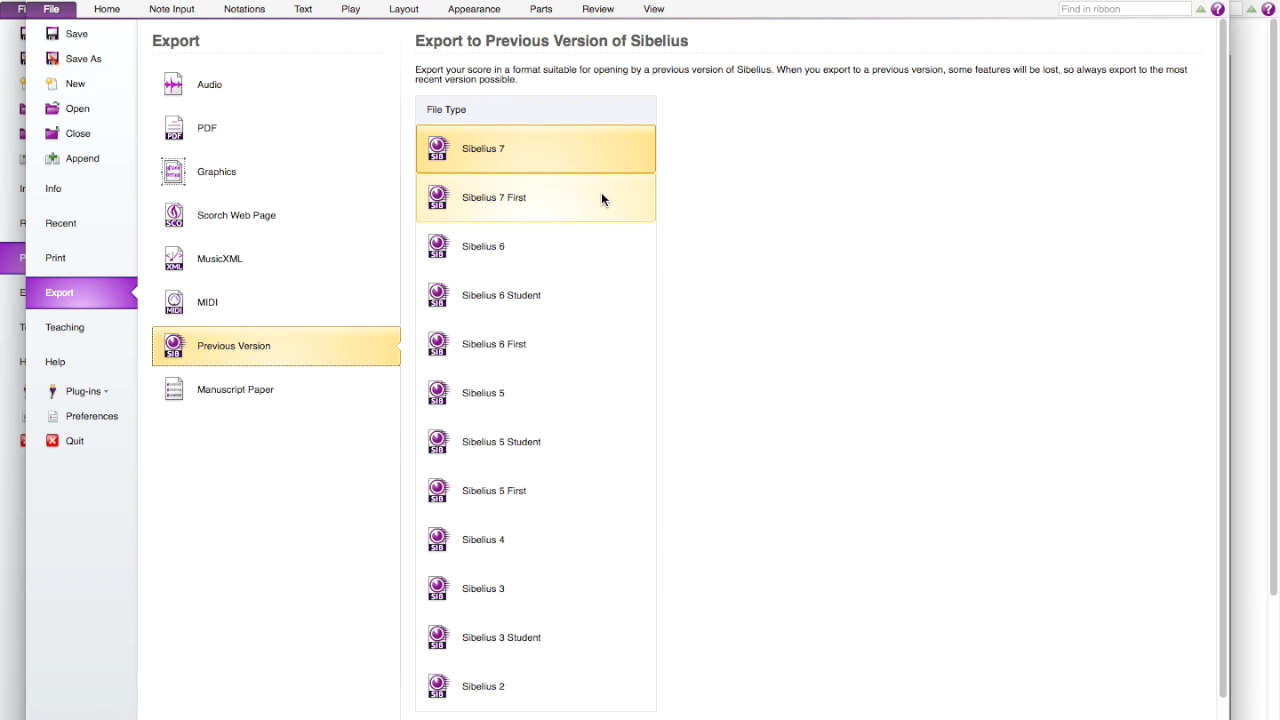 File Home Note Input Notations Text Play Layout Appearance Parts Review View Find in ribbon
Save
Save As
New
Open
Close
Append
Info
Recent
Print
Export
Teaching
Help
Plug-ins
Preferences
Quit
Export
Audio
PDF
Graphics
Scorch Web Page
MusicXML
MIDI
Previous Version
Manuscript Paper
Export to Previous Version of Sibelius
Export your score in a format suitable for opening by a previous version of Sibelius. When you export to a previous version, some features will be lost, so always export to the most
recent version possible.
File Type
Sibelius 7
Sibelius 7 First
Sibelius 6
Sibelius 6 Student
Sibelius 6 First
Sibelius 5
Sibelius 5 Student
Sibelius 5 First
Sibelius 4
Sibelius 3
Sibelius 3 Student
Sibelius 2